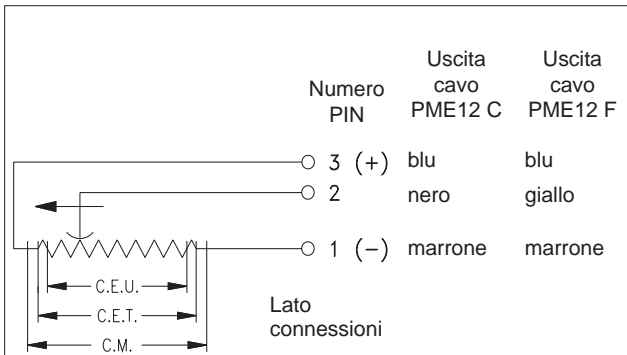 Numero
PIN
Uscita
cavo
PME12 C
Uscita
cavo
PME12 F
3 (+) blu blu
2 nero giallo
1 (−) marrone marrone
C.E.U.
C.E.T.
C.M.
Lato
connessioni